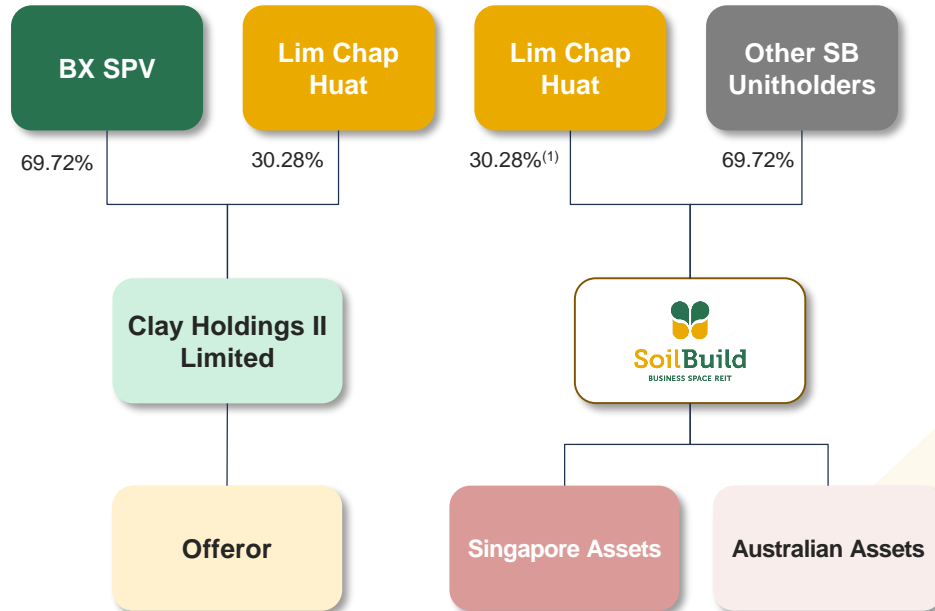 BX SPV
Lim Chap
Huat
Lim Chap
Huat
Other SB
Unitholders
69.72%
30.28%
30.28%(1)
69.72%
Clay Holdings II
Limited
SoilBuild
BUSINESS SPACE REIT
Offeror
Singapore Assets
Australian Assets